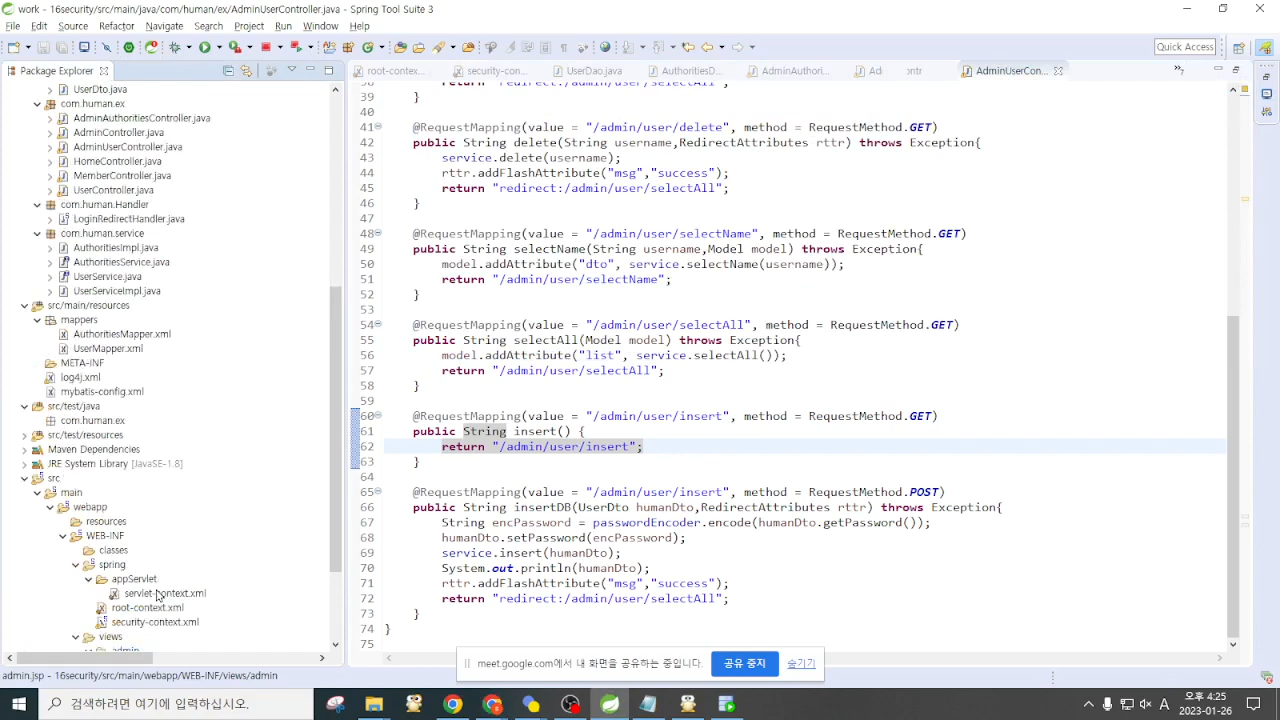 work - 16security/src/main/java/com/human/ex/AdminUserController.java - Spring Tool Suite 3
File Edit Source Refactor Navigate Search Project Run Window Help
Quick Access
Package Explorer
root-contex...
security-con...
UserDao.java
AuthoritiesD...
AdminAuthori...
AdminUserCon...
UserDto.java
com.human.ex
AdminAuthoritiesController.java
AdminController.java
AdminUserController.java
HomeController.java
MemberController.java
UserController.java
com.human.Handler
LoginRedirectHandler.java
com.human.service
AuthoritiesImpl.java
AuthoritiesService.java
UserService.java
UserServiceImpl.java
src/main/resources
mappers
AuthoritiesMapper.xml
UserMapper.xml
META-INF
log4j.xml
mybatis-config.xml
src/test/java
com.human.ex
src/test/resources
Maven Dependencies
JRE System Library [JavaSE-1.8]
src
main
webapp
resources
WEB-INF
classes
spring
appServlet
servlet-context.xml
root-context.xml
security-context.xml
views
admin
39 }
40
41 @RequestMapping(value = "/admin/user/delete", method = RequestMethod.GET)
42 public String delete(String username,RedirectAttributes rttr) throws Exception{
43 service.delete(username);
44 rttr.addFlashAttribute("msg","success");
45 return "redirect:/admin/user/selectAll";
46 }
47
48 @RequestMapping(value = "/admin/user/selectName", method = RequestMethod.GET)
49 public String selectName(String username,Model model) throws Exception{
50 model.addAttribute("dto", service.selectName(username));
51 return "/admin/user/selectName";
52 }
53
54 @RequestMapping(value = "/admin/user/selectAll", method = RequestMethod.GET)
55 public String selectAll(Model model) throws Exception{
56 model.addAttribute("list", service.selectAll());
57 return "/admin/user/selectAll";
58 }
59
60 @RequestMapping(value = "/admin/user/insert", method = RequestMethod.GET)
61 public String insert() {
62 return "/admin/user/insert";
63 }
64
65 @RequestMapping(value = "/admin/user/insert", method = RequestMethod.POST)
66 public String insertDB(UserDto humanDto,RedirectAttributes rttr) throws Exception{
67 String encPassword = passwordEncoder.encode(humanDto.getPassword());
68 humanDto.setPassword(encPassword);
69 service.insert(humanDto);
70 System.out.println(humanDto);
71 rttr.addFlashAttribute("msg","success");
72 return "redirect:/admin/user/selectAll";
73 }
74 }
75
meet.google.com에서 내 화면을 공유하는 중입니다. 공유 중지 숨기기
admin.jsp - 16security/src/main/webapp/WEB-INF/views/admin
검색하려면 여기에 입력하십시오.
A
오후 4:25
2023-01-26